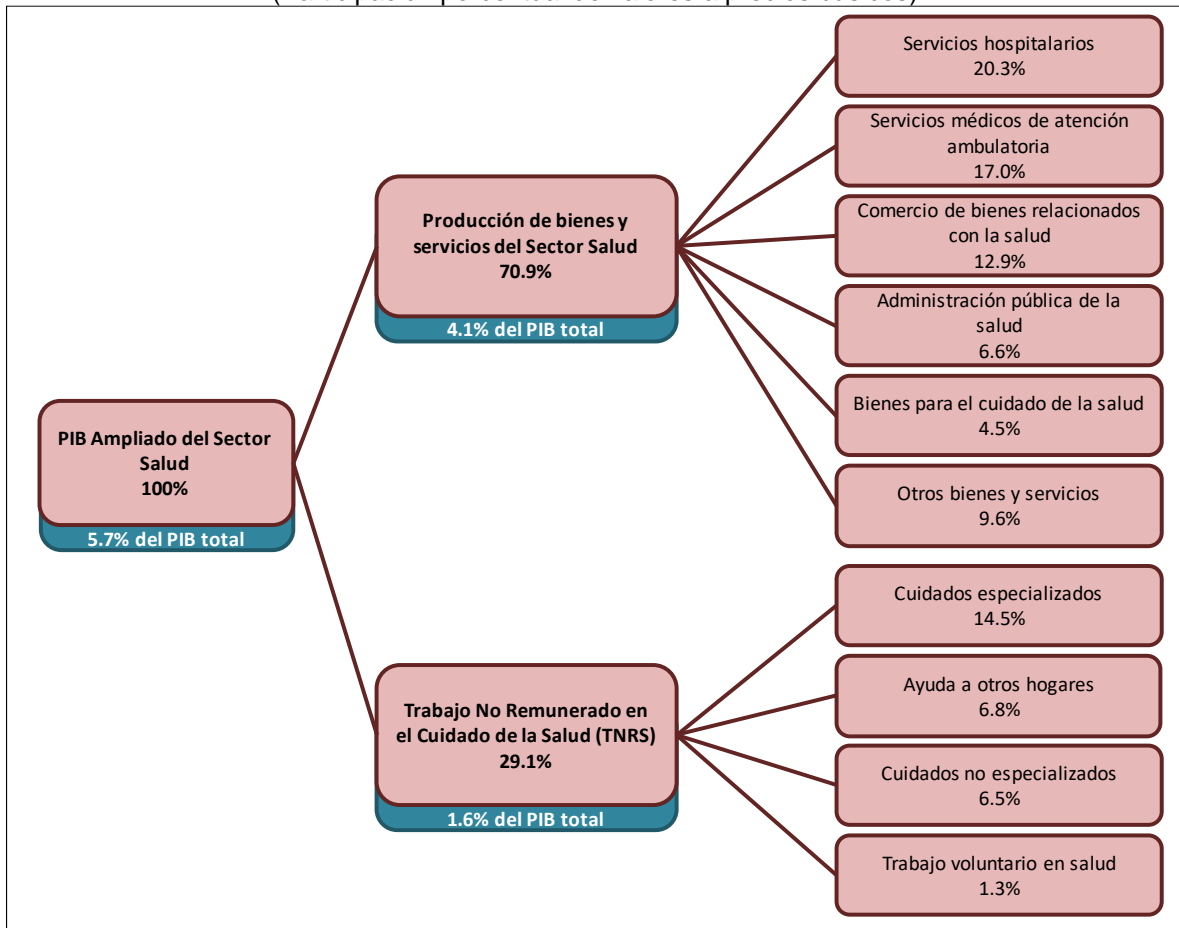 Servicios hospitalarios
20.3%
Servicios médicos de atención
ambulatoria
17.0%
Producción de bienes y
servicios del Sector Salud
70.9%
4.1% del PIB total
Comercio de bienes relacionados
con la salud
12.9%
Administración pública de la
salud
6.6%
Bienes para el cuidado de la salud
4.5%
PIB Ampliado del Sector
Salud
100%
5.7% del PIB total
Otros bienes y servicios
9.6%
Cuidados especializados
14.5%
Trabajo No Remunerado en
el Cuidado de la Salud (TNRS)
29.1%
1.6% del PIB total
Ayuda a otros hogares
6.8%
Cuidados no especializados
6.5%
Trabajo voluntario en salud
1.3%